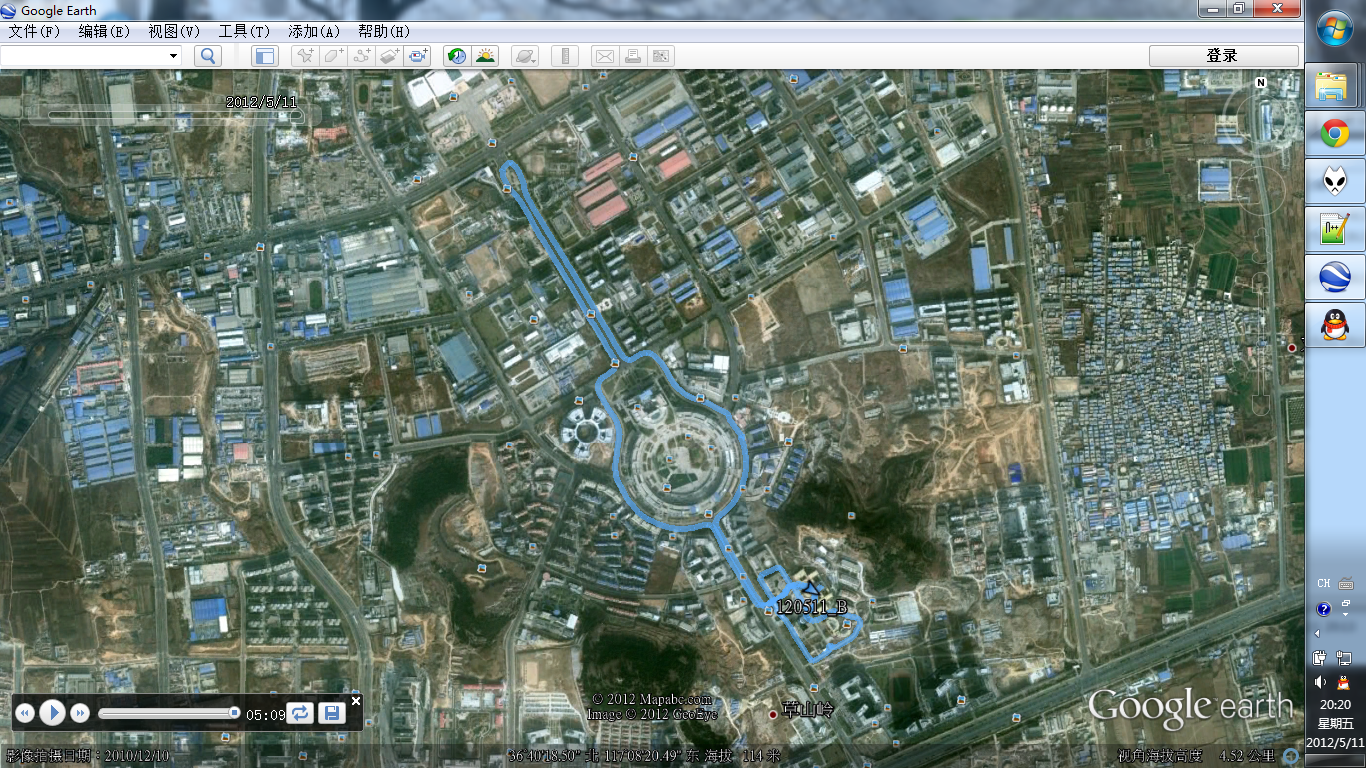 Google Earth
文件(F) 编辑(E) 视图(V) 工具(T) 添加(A) 帮助(H)
登录
2012/5/11
N
120511_B
草山岭
05:09
© 2012 Mapabc.com
Image © 2012 GeoEye
Google earth
影像拍摄日期：2010/12/10
36°40'18.50" 北 117°08'20.49" 东 海拔 114 米
视角海拔高度 4.52 公里
CH
20:20
星期五
2012/5/11